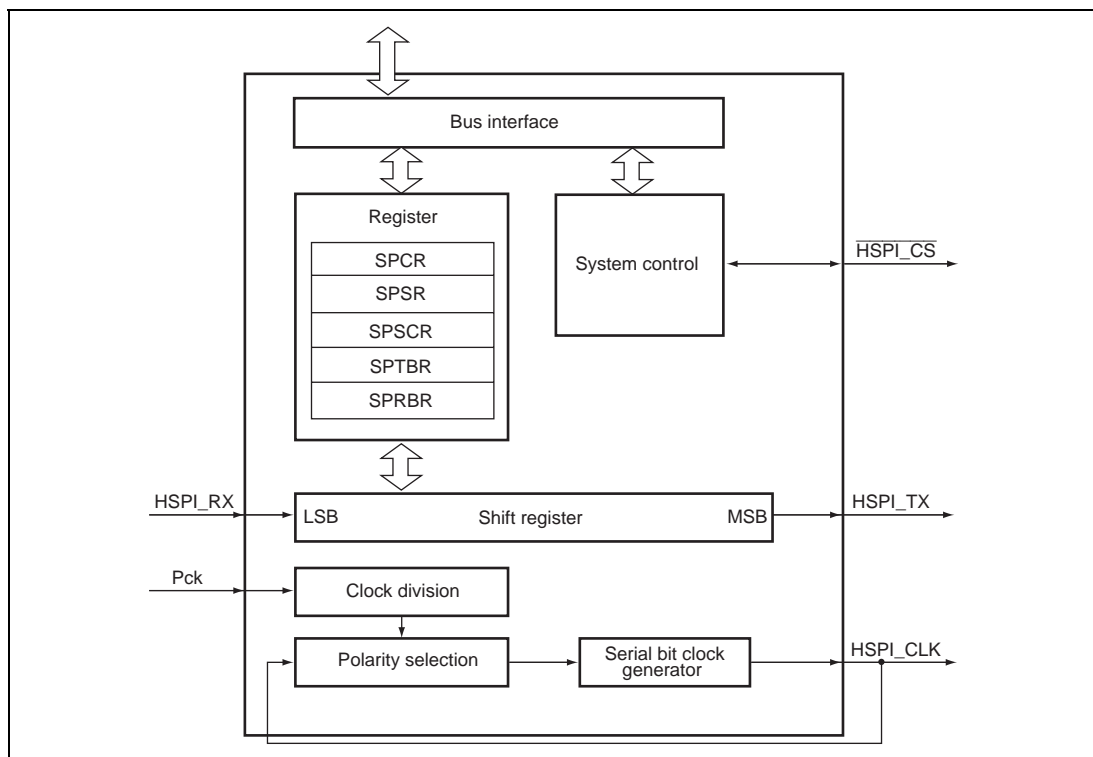 Bus interface
Register
SPCR
SPSR
SPSCR
SPTBR
SPRBR
System control
HSPI_CS
HSPI_RX
LSB
Shift register
MSB
HSPI_TX
Pck
Clock division
Polarity selection
Serial bit clock
generator
HSPI_CLK